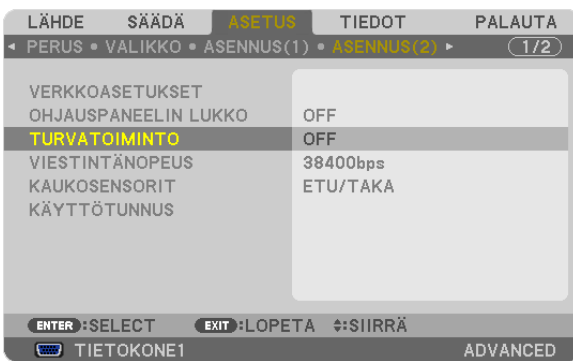 LÄHDE SÄÄDÄ ASETUS TIEDOT PALAUTA
◂ PERUS • VALIKKO • ASENNUS(1) • ASENNUS(2) ▸ 1/2
VERKKOASETUKSET
OHJAUSPANEELIN LUKKO OFF
TURVATOIMINTO OFF
VIESTINTÄNOPEUS 38400bps
KAUKOSENSORIT ETU/TAKA
KÄYTTÖTUNNUS
ENTER :SELECT EXIT :LOPETA ⬍:SIIRRÄ
TIETOKONE1 ADVANCED